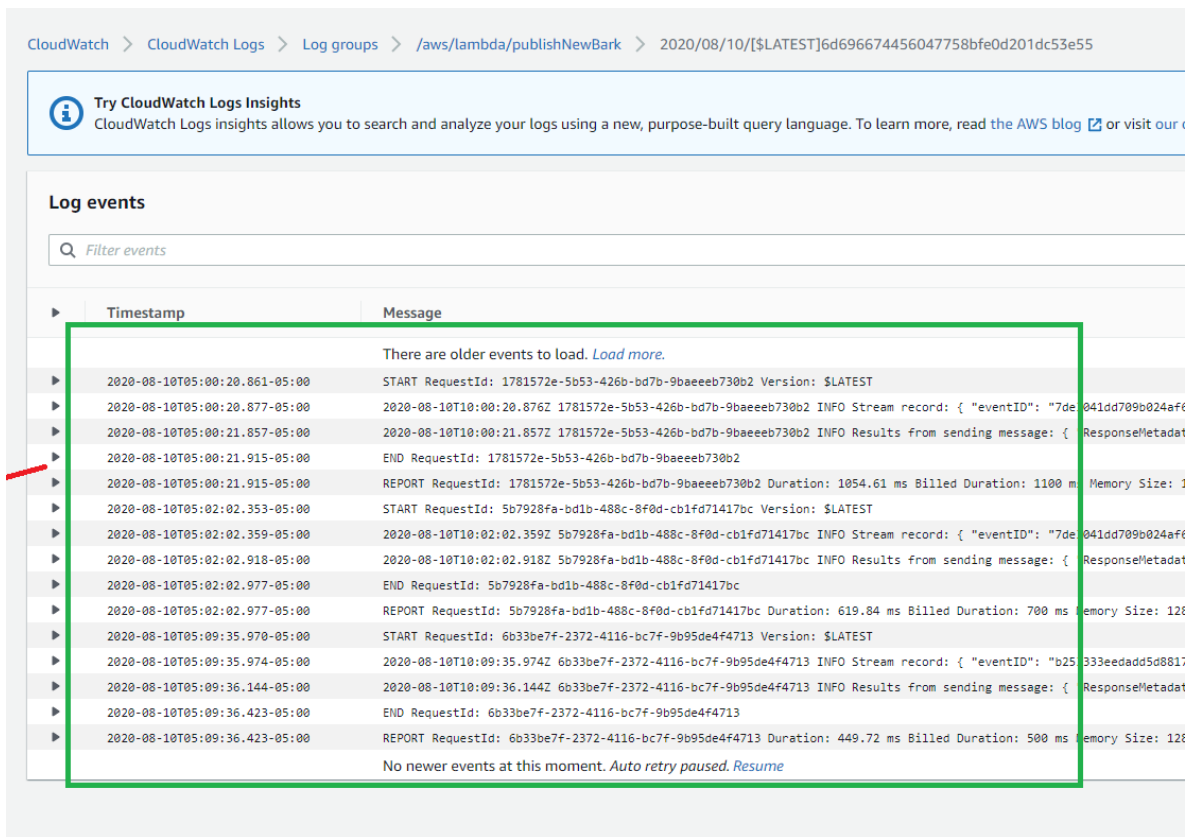 CloudWatch > CloudWatch Logs > Log groups > /aws/lambda/publishNewBark > 2020/08/10/[$LATEST]6d696674456047758bfe0d201dc53e55
Try CloudWatch Logs Insights
CloudWatch Logs insights allows you to search and analyze your logs using a new, purpose-built query language. To learn more, read the AWS blog or visit our
Log events
Filter events
Timestamp Message
There are older events to load. Load more.
2020-08-10T05:00:20.861-05:00 START RequestId: 1781572e-5b53-426b-bd7b-9baeeeb730b2 Version: $LATEST
2020-08-10T05:00:20.877-05:00 2020-08-10T10:00:20.876Z 1781572e-5b53-426b-bd7b-9baeeeb730b2 INFO Stream record: { "eventID": "7de 041dd709b024af6
2020-08-10T05:00:21.857-05:00 2020-08-10T10:00:21.857Z 1781572e-5b53-426b-bd7b-9baeeeb730b2 INFO Results from sending message: { ResponseMetadat
2020-08-10T05:00:21.915-05:00 END RequestId: 1781572e-5b53-426b-bd7b-9baeeeb730b2
2020-08-10T05:00:21.915-05:00 REPORT RequestId: 1781572e-5b53-426b-bd7b-9baeeeb730b2 Duration: 1054.61 ms Billed Duration: 1100 m Memory Size: 1
2020-08-10T05:02:02.353-05:00 START RequestId: 5b7928fa-bd1b-488c-8f0d-cb1fd71417bc Version: $LATEST
2020-08-10T05:02:02.359-05:00 2020-08-10T10:02:02.359Z 5b7928fa-bd1b-488c-8f0d-cb1fd71417bc INFO Stream record: { "eventID": "7de 041dd709b024af6
2020-08-10T05:02:02.918-05:00 2020-08-10T10:02:02.918Z 5b7928fa-bd1b-488c-8f0d-cb1fd71417bc INFO Results from sending message: { ResponseMetadat
2020-08-10T05:02:02.977-05:00 END RequestId: 5b7928fa-bd1b-488c-8f0d-cb1fd71417bc
2020-08-10T05:02:02.977-05:00 REPORT RequestId: 5b7928fa-bd1b-488c-8f0d-cb1fd71417bc Duration: 619.84 ms Billed Duration: 700 ms emory Size: 128
2020-08-10T05:09:35.970-05:00 START RequestId: 6b33be7f-2372-4116-bc7f-9b95de4f4713 Version: $LATEST
2020-08-10T05:09:35.974-05:00 2020-08-10T10:09:35.974Z 6b33be7f-2372-4116-bc7f-9b95de4f4713 INFO Stream record: { "eventID": "b25 333eedadd5d8817
2020-08-10T05:09:36.144-05:00 2020-08-10T10:09:36.144Z 6b33be7f-2372-4116-bc7f-9b95de4f4713 INFO Results from sending message: { ResponseMetadat
2020-08-10T05:09:36.423-05:00 END RequestId: 6b33be7f-2372-4116-bc7f-9b95de4f4713
2020-08-10T05:09:36.423-05:00 REPORT RequestId: 6b33be7f-2372-4116-bc7f-9b95de4f4713 Duration: 449.72 ms Billed Duration: 500 ms emory Size: 128
No newer events at this moment. Auto retry paused. Resume